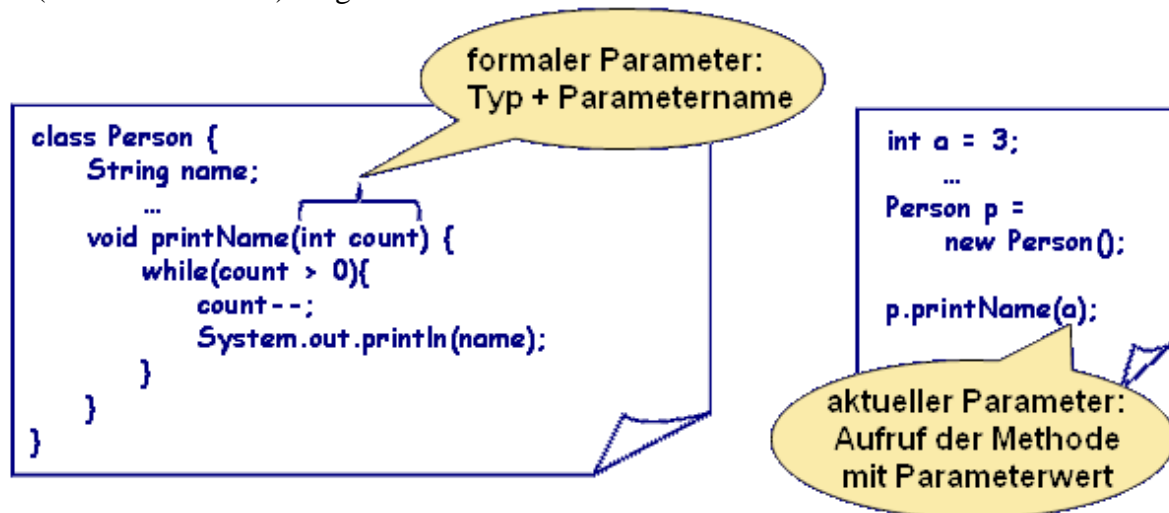 formaler Parameter:
Typ + Parametername
class Person {
String name;
...
void printName(int count) {
while(count > 0){
count--;
System.out.println(name);
}
}
}
int a = 3;
...
Person p =
new Person();
p.printName(a);
aktueller Parameter:
Aufruf der Methode
mit Parameterwert